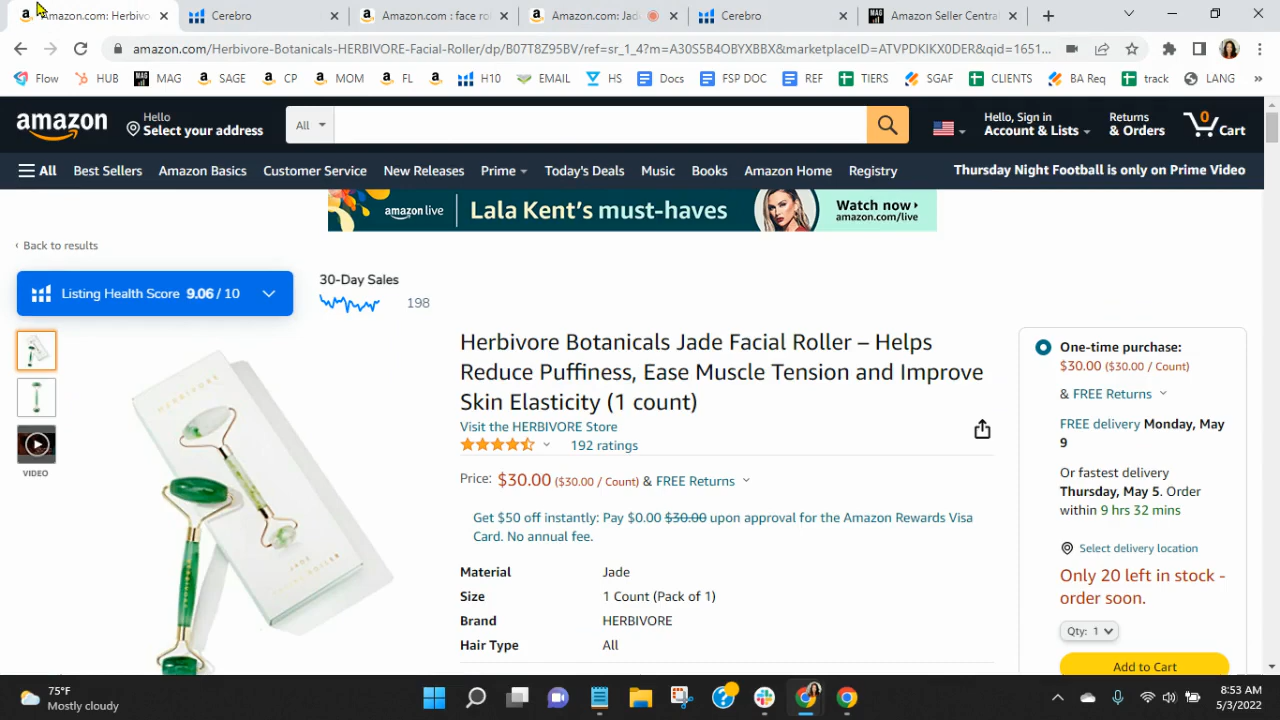 Amazon.com: Herbivo
Cerebro
Amazon.com : face ro
Amazon.com: Jad
Cerebro
Amazon Seller Centra
amazon.com/Herbivore-Botanicals-HERBIVORE-Facial-Roller/dp/B07T8Z95BV/ref=sr_1_4?m=A30S5B4OBYXBBX&marketplaceID=ATVPDKIKX0DER&qid=1651...
Flow
HUB
MAG
SAGE
CP
MOM
FL
H10
EMAIL
HS
Docs
FSP DOC
REF
TIERS
SGAF
CLIENTS
BA Req
track
LANG
»
amazon
Hello
Select your address
All
Hello, Sign in
Account & Lists
Returns
& Orders
0
Cart
All
Best Sellers
Amazon Basics
Customer Service
New Releases
Prime
Today's Deals
Music
Books
Amazon Home
Registry
Thursday Night Football is only on Prime Video
amazon live
Lala Kent's must-haves
Watch now
amazon.com/live
‹ Back to results
Listing Health Score 9.06 / 10
30-Day Sales
198
Herbivore Botanicals Jade Facial Roller – Helps
Reduce Puffiness, Ease Muscle Tension and Improve
Skin Elasticity (1 count)
Visit the HERBIVORE Store
192 ratings
Price: $30.00 ($30.00 / Count) & FREE Returns
Get $50 off instantly: Pay $0.00 $30.00 upon approval for the Amazon Rewards Visa
Card. No annual fee.
Material Jade
Size 1 Count (Pack of 1)
Brand HERBIVORE
Hair Type All
VIDEO
HERBIVORE
JADE
One-time purchase:
$30.00 ($30.00 / Count)
& FREE Returns
FREE delivery Monday, May
9
Or fastest delivery
Thursday, May 5. Order
within 9 hrs 32 mins
Select delivery location
Only 20 left in stock -
order soon.
Qty: 1
Add to Cart
75°F
Mostly cloudy
8:53 AM
5/3/2022